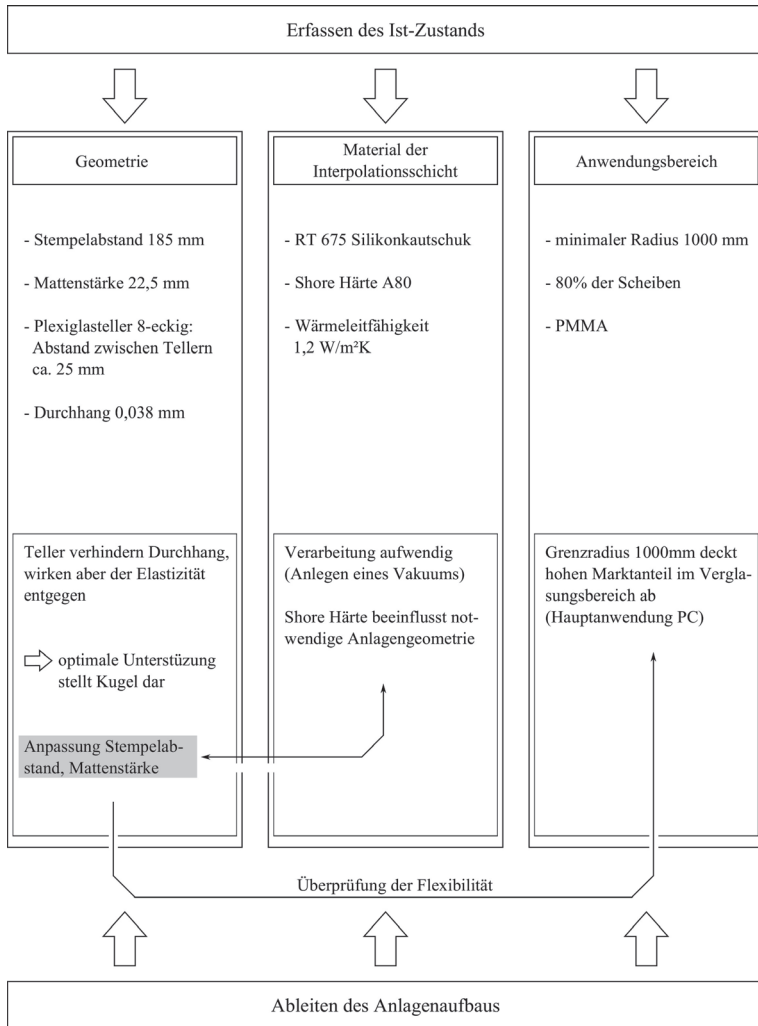 Erfassen des Ist-Zustands
Geometrie
- Stempelabstand 185 mm
- Mattenstärke 22,5 mm
- Plexiglasteller 8-eckig:
Abstand zwischen Tellern
ca. 25 mm
- Durchhang 0,038 mm
Teller verhindern Durchhang,
wirken aber der Elastizität
entgegen
optimale Unterstüzung
stellt Kugel dar
Anpassung Stempelab-
stand, Mattenstärke
Material der
Interpolationsschicht
- RT 675 Silikonkautschuk
- Shore Härte A80
- Wärmeleitfähigkeit
1,2 W/m²K
Verarbeitung aufwendig
(Anlegen eines Vakuums)
Shore Härte beeinflusst not-
wendige Anlagengeometrie
Anwendungsbereich
- minimaler Radius 1000 mm
- 80% der Scheiben
- PMMA
Grenzradius 1000mm deckt
hohen Marktanteil im Vergla-
sungsbereich ab
(Hauptanwendung PC)
Überprüfung der Flexibilität
Ableiten des Anlagenaufbaus